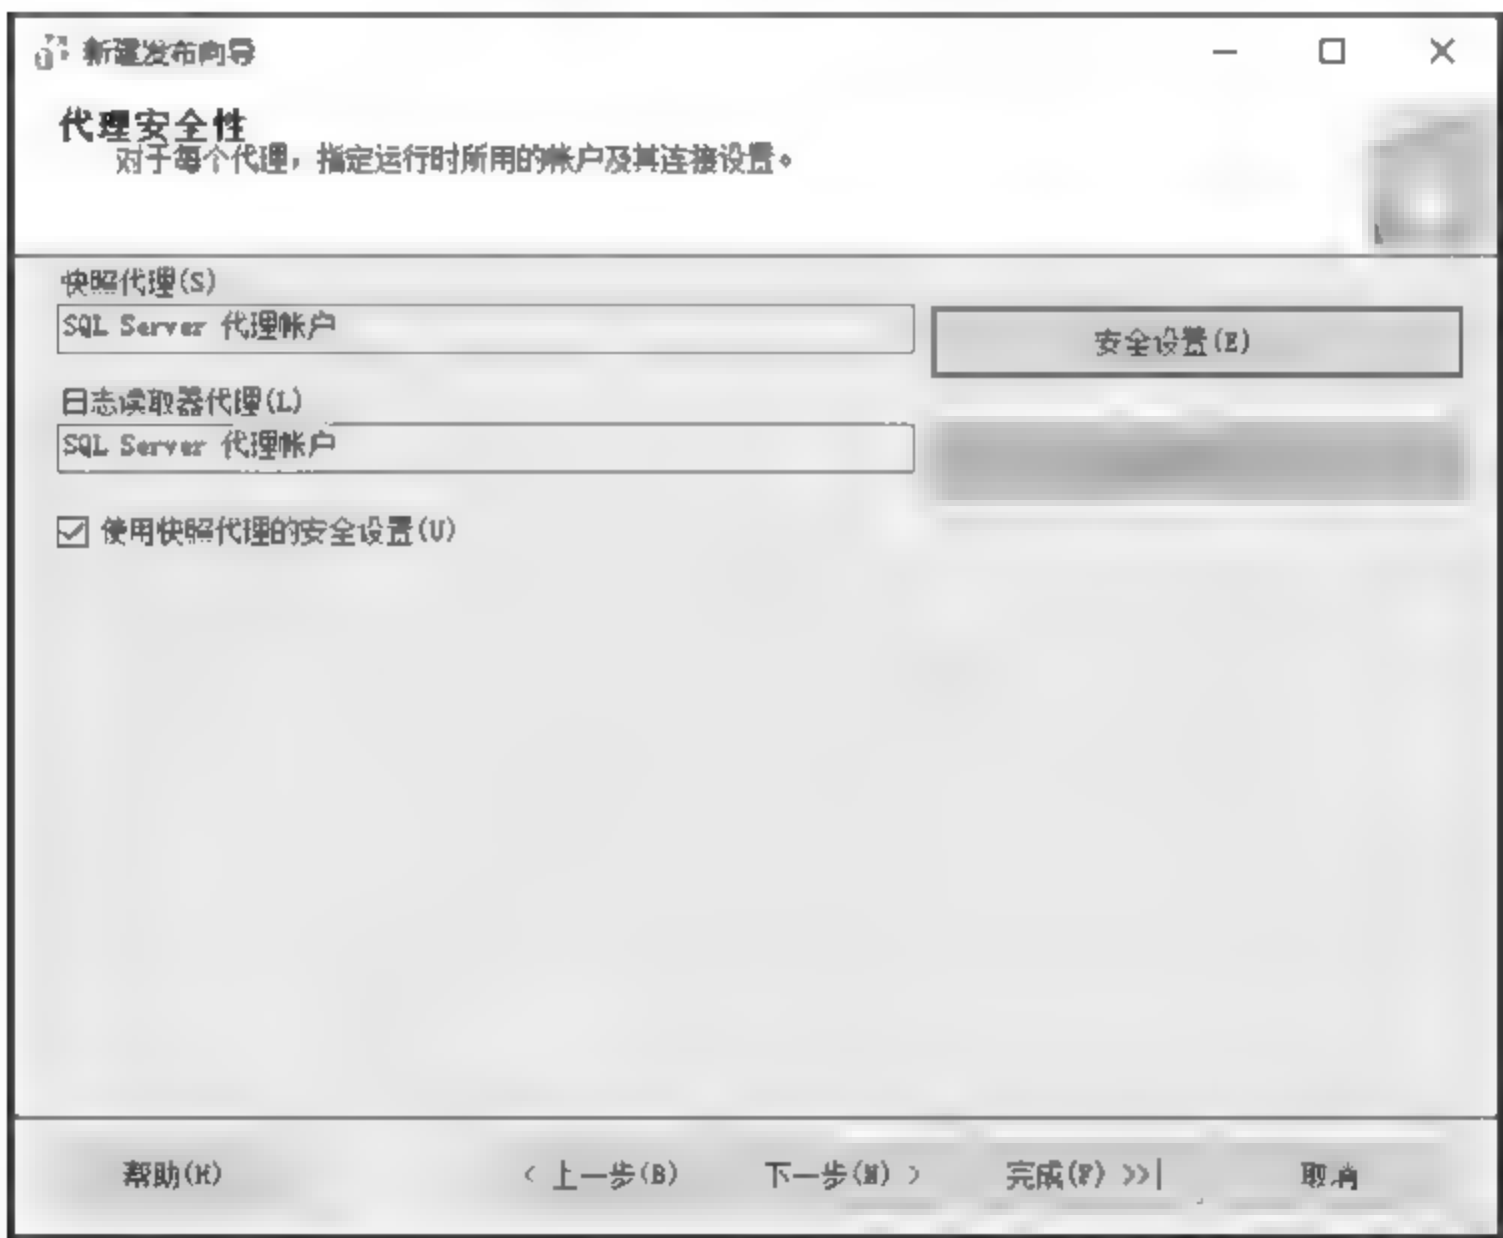 新建发布向导
代理安全性
对于每个代理，指定运行时所用的帐户及其连接设置。
快照代理(S)
SQL Server 代理帐户
安全设置(E)
日志读取器代理(L)
SQL Server 代理帐户
使用快照代理的安全设置(U)
帮助(H)
< 上一步(B)
下一步(N) >
完成(F) >>|
取消